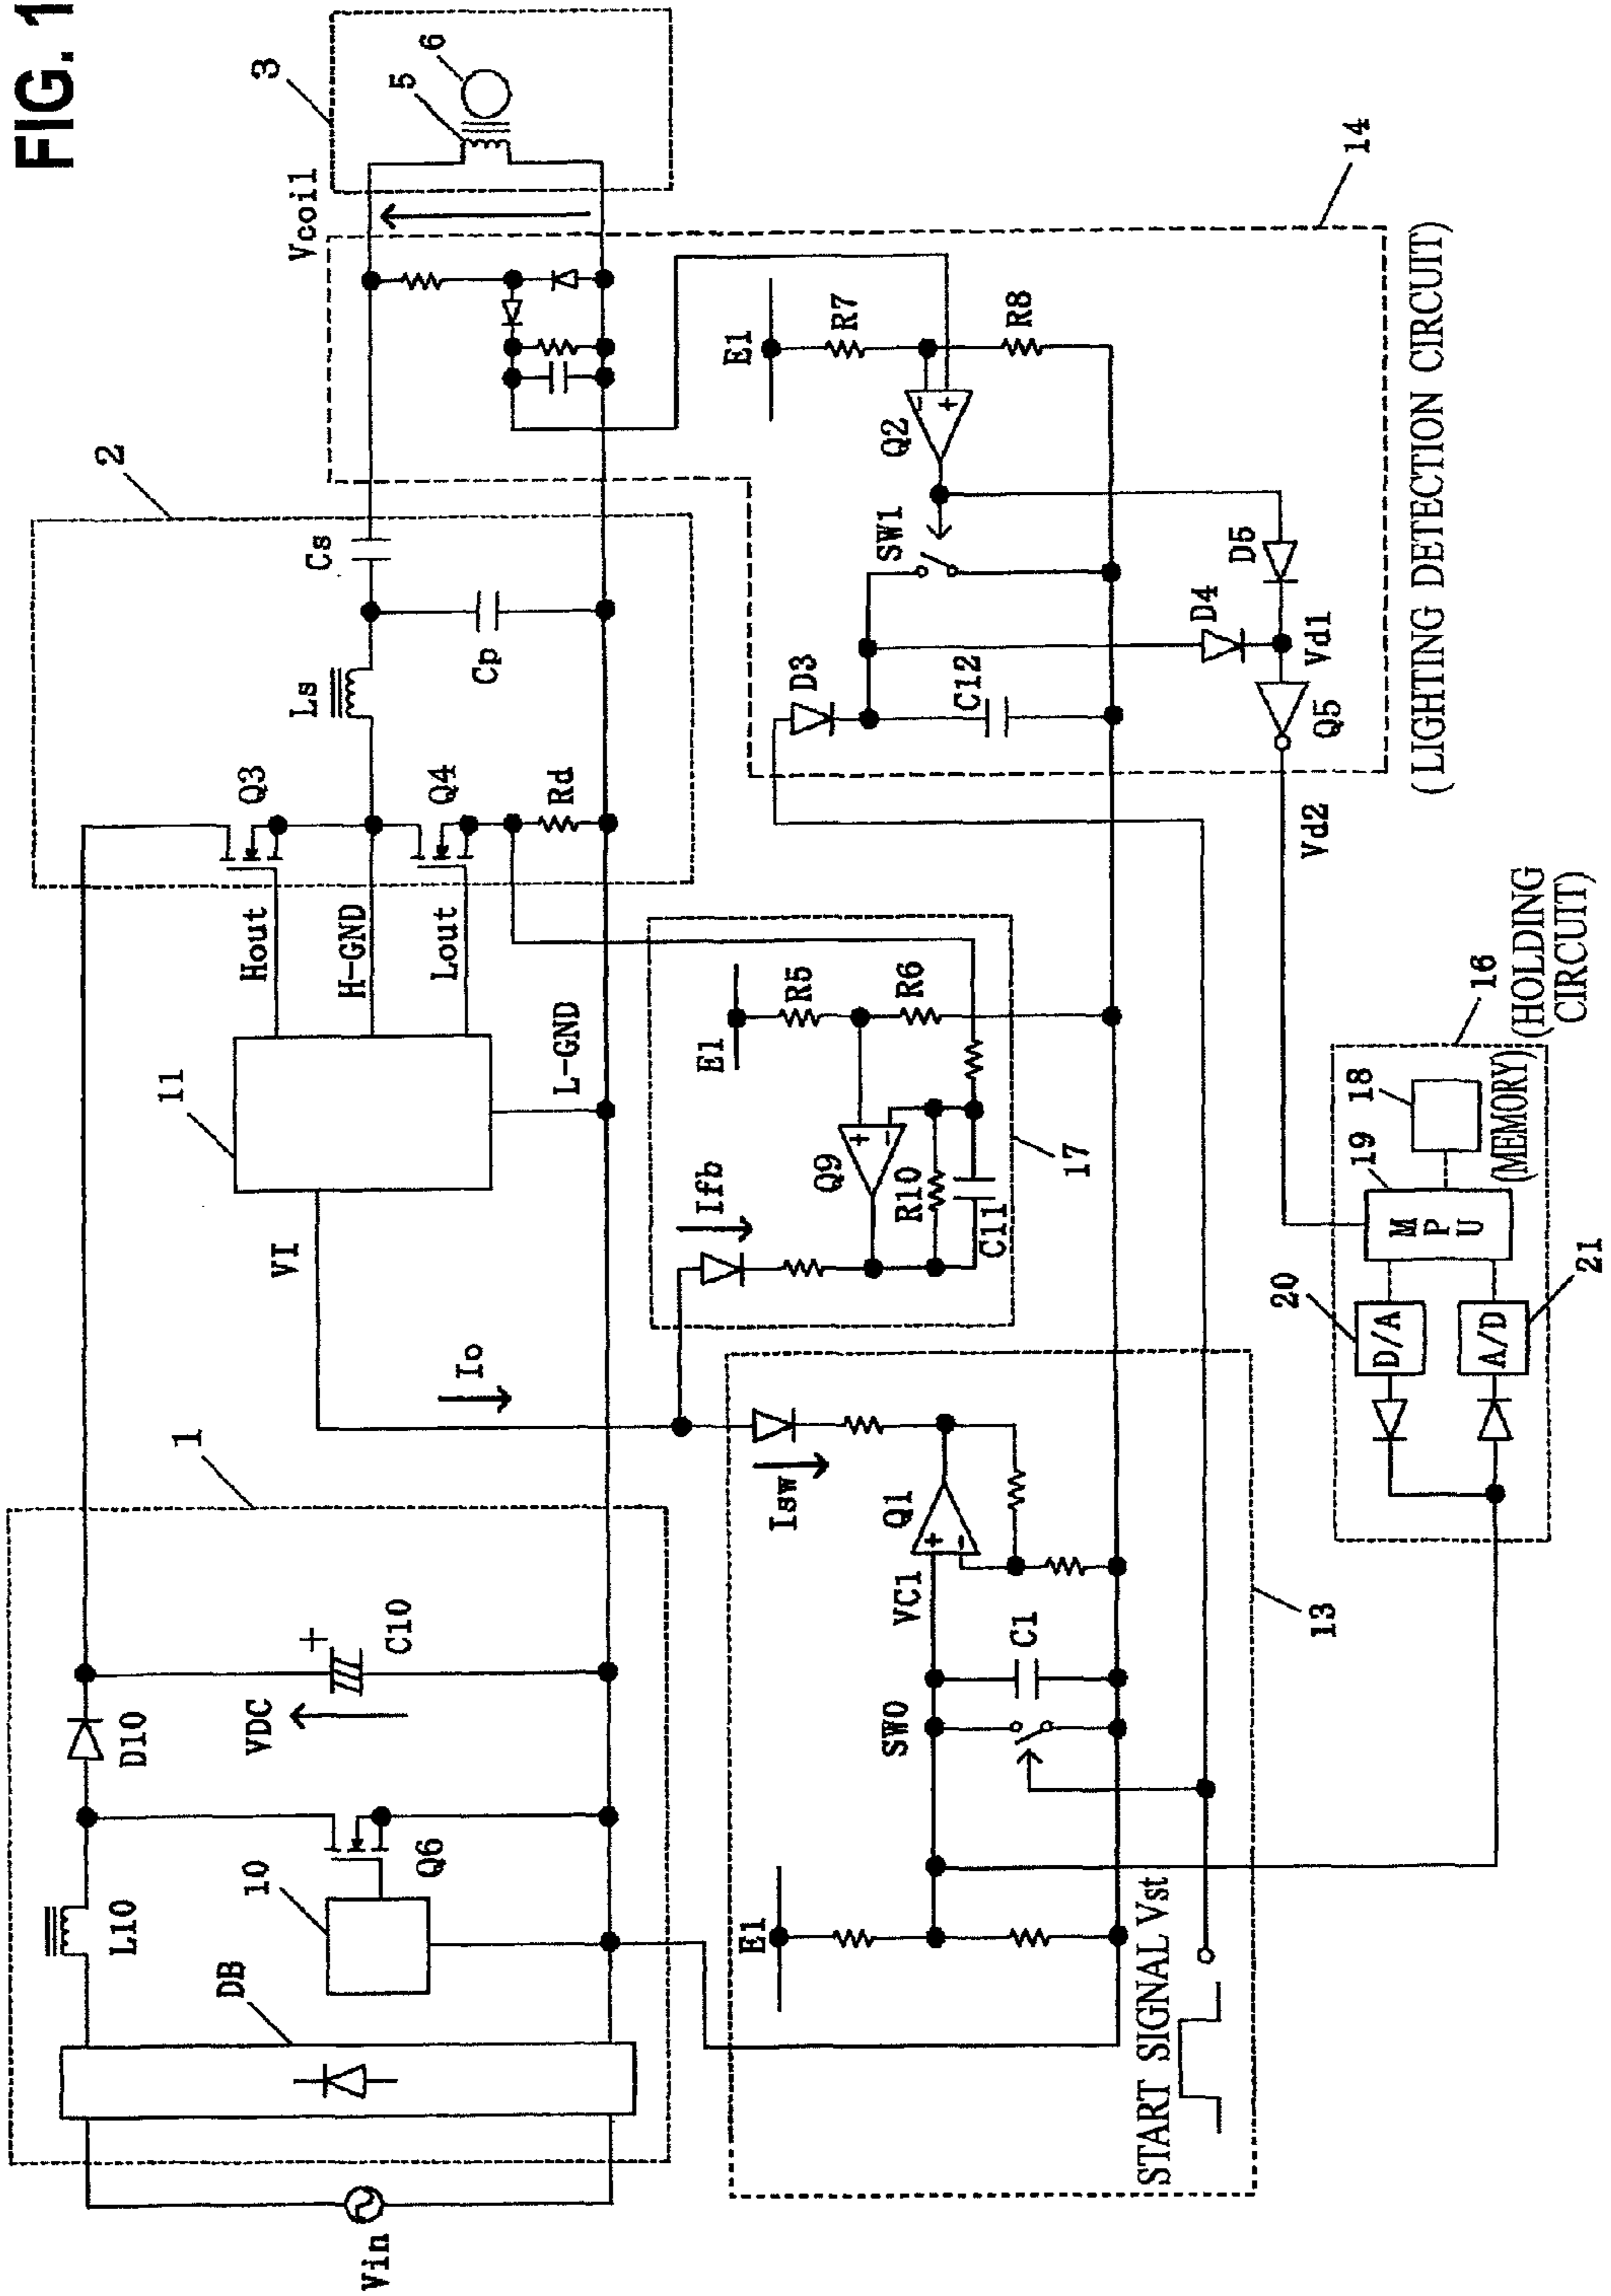 FIG. 1
1
2
3
Vin
DB
L10
10
Q6
D10
VDC
+
C10
VI
Io
11
Hout
H-GND
Lout
L-GND
Q3
Q4
Rd
Ls
Cp
Cs
Vcoil
5
6
E1
START SIGNAL Vst
SW0
VC1
C1
+
−
Q1
Isw
13
Ifb
E1
R5
R6
Q9
+
−
R10
C11
17
D3
C12
SW1
Q2
−
+
E1
R7
R8
D4
D5
Vd1
Q5
Vd2
14
(LIGHTING DETECTION CIRCUIT)
20
D/A
A/D
21
MPU
19
18
(MEMORY)
16
(HOLDING
CIRCUIT)